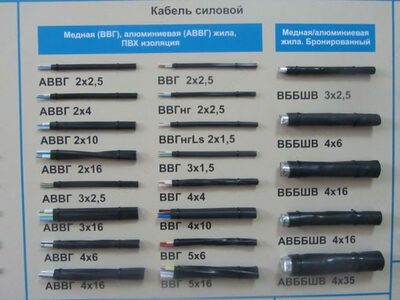 Кабель силовой
Медная (ВВГ), алюминиевая (АВВГ) жила,
ПВХ изоляция
АВВГ 2х2,5
АВВГ 2х4
АВВГ 2х10
АВВГ 2х16
АВВГ 3х2,5
АВВГ 3х16
АВВГ 4х6
АВВГ 4х16
ВВГ 2х2,5
ВВГнг 2х2,5
ВВГнгLs 2х1,5
ВВГ 3х1,5
ВВГ 4х4
ВВГ 4х10
ВВГ 5х6
ВВГ 5х16
Медная/алюминиевая
жила. Бронированный
ВББШВ 3х2,5
ВББШВ 4х6
ВББШВ 4х16
АВББШВ 4х16
АВББШВ 4х35